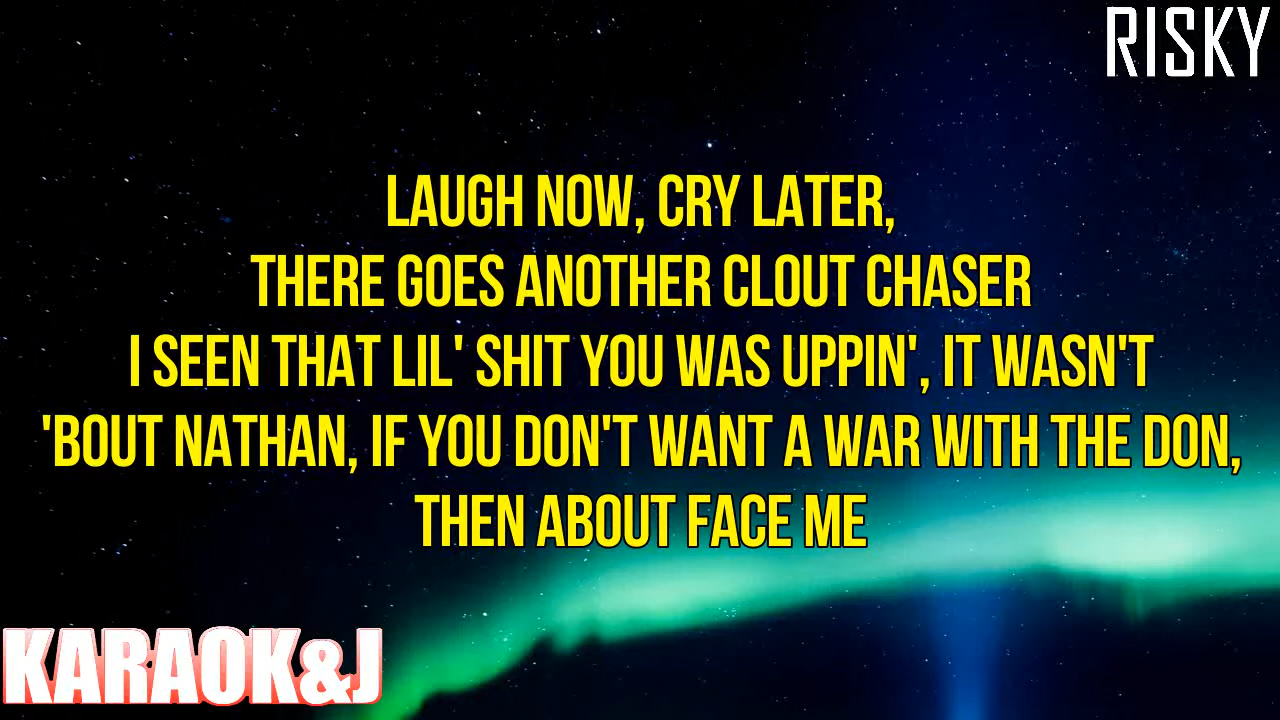 RISKY
LAUGH NOW, CRY LATER,
THERE GOES ANOTHER CLOUT CHASER
I SEEN THAT LIL' SHIT YOU WAS UPPIN', IT WASN'T
'BOUT NATHAN, IF YOU DON'T WANT A WAR WITH THE DON,
THEN ABOUT FACE ME
KARAOK&J